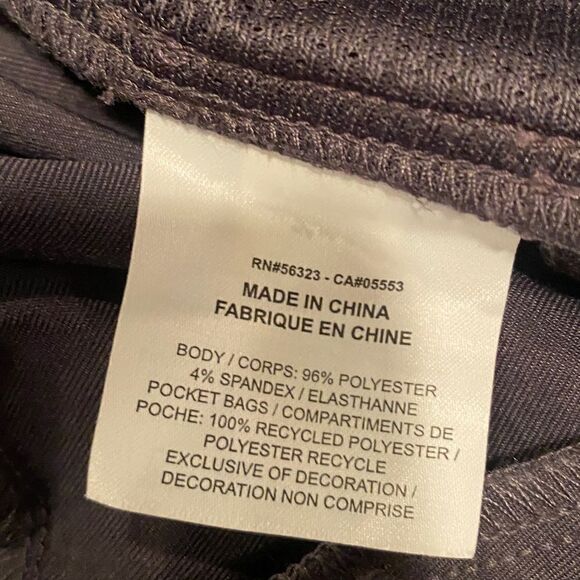 RN#56323 - CA#05553
MADE IN CHINA
FABRIQUE EN CHINE
BODY / CORPS: 96% POLYESTER
4% SPANDEX / ELASTHANNE
POCKET BAGS / COMPARTIMENTS DE
POCHE: 100% RECYCLED POLYESTER /
POLYESTER RECYCLE
EXCLUSIVE OF DECORATION /
DECORATION NON COMPRISE